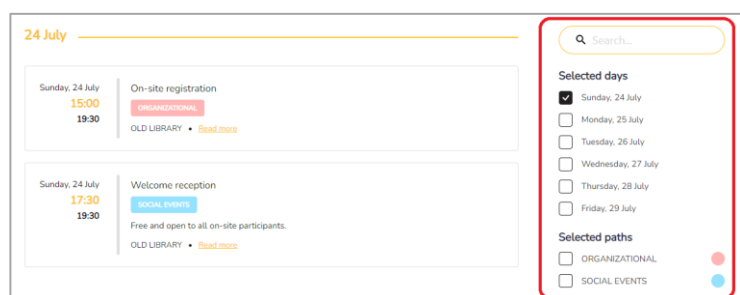 24 July
Sunday, 24 July
15:00
19:30
On-site registration
ORGANIZATIONAL
OLD LIBRARY • Read more
Sunday, 24 July
17:30
19:30
Welcome reception
SOCIAL EVENTS
Free and open to all on-site participants.
OLD LIBRARY • Read more
Search...
Selected days
Sunday, 24 July
Monday, 25 July
Tuesday, 26 July
Wednesday, 27 July
Thursday, 28 July
Friday, 29 July
Selected paths
ORGANIZATIONAL
SOCIAL EVENTS